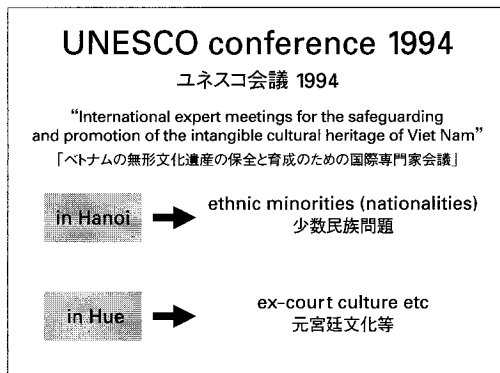 UNESCO conference 1994
ユネスコ会議 1994
“International expert meetings for the safeguarding
and promotion of the intangible cultural heritage of Viet Nam”
「ベトナムの無形文化遺産の保全と育成のための国際専門家会議」
in Hanoi
ethnic minorities (nationalities)
少数民族問題
in Hue
ex-court culture etc
元宮廷文化等